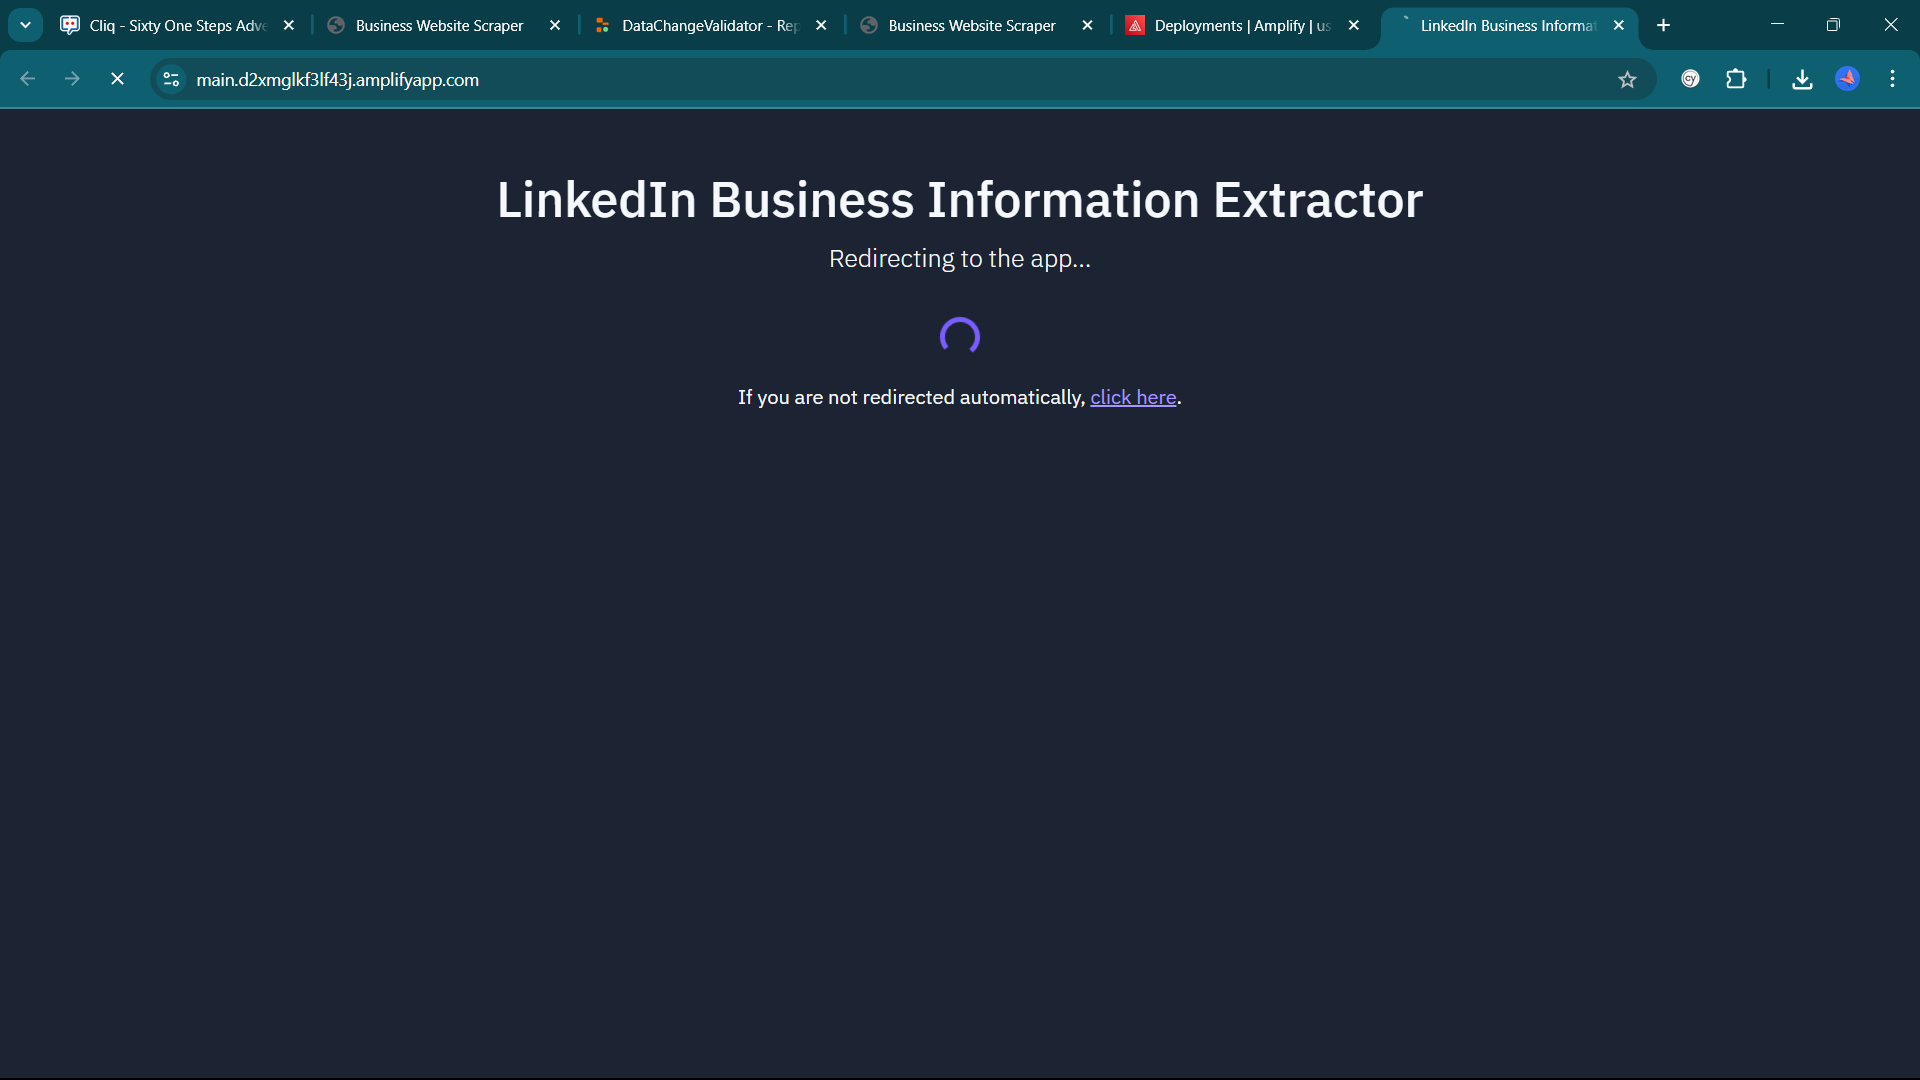 Cliq - Sixty One Steps Adve
Business Website Scraper
DataChangeValidator - Rep
Business Website Scraper
Deployments | Amplify | us
LinkedIn Business Informat
main.d2xmglkf3lf43j.amplifyapp.com
cy
LinkedIn Business Information Extractor
Redirecting to the app...
If you are not redirected automatically, click here.